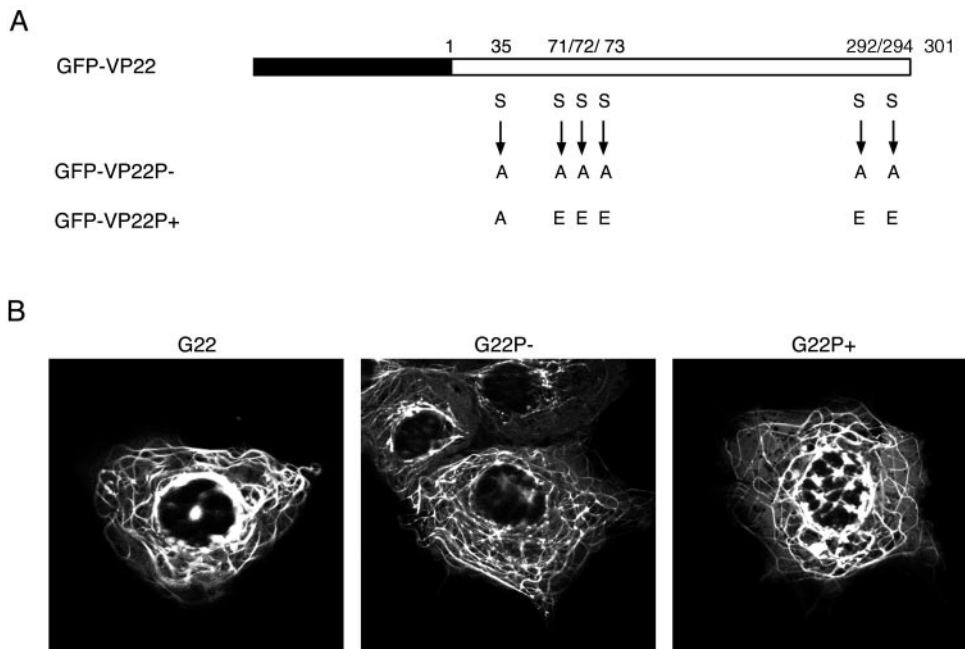 A
1 35 71/72/ 73 292/294 301
GFP-VP22
S S S S S S
GFP-VP22P- A A A A A A
GFP-VP22P+ A E E E E E
B
G22 G22P- G22P+